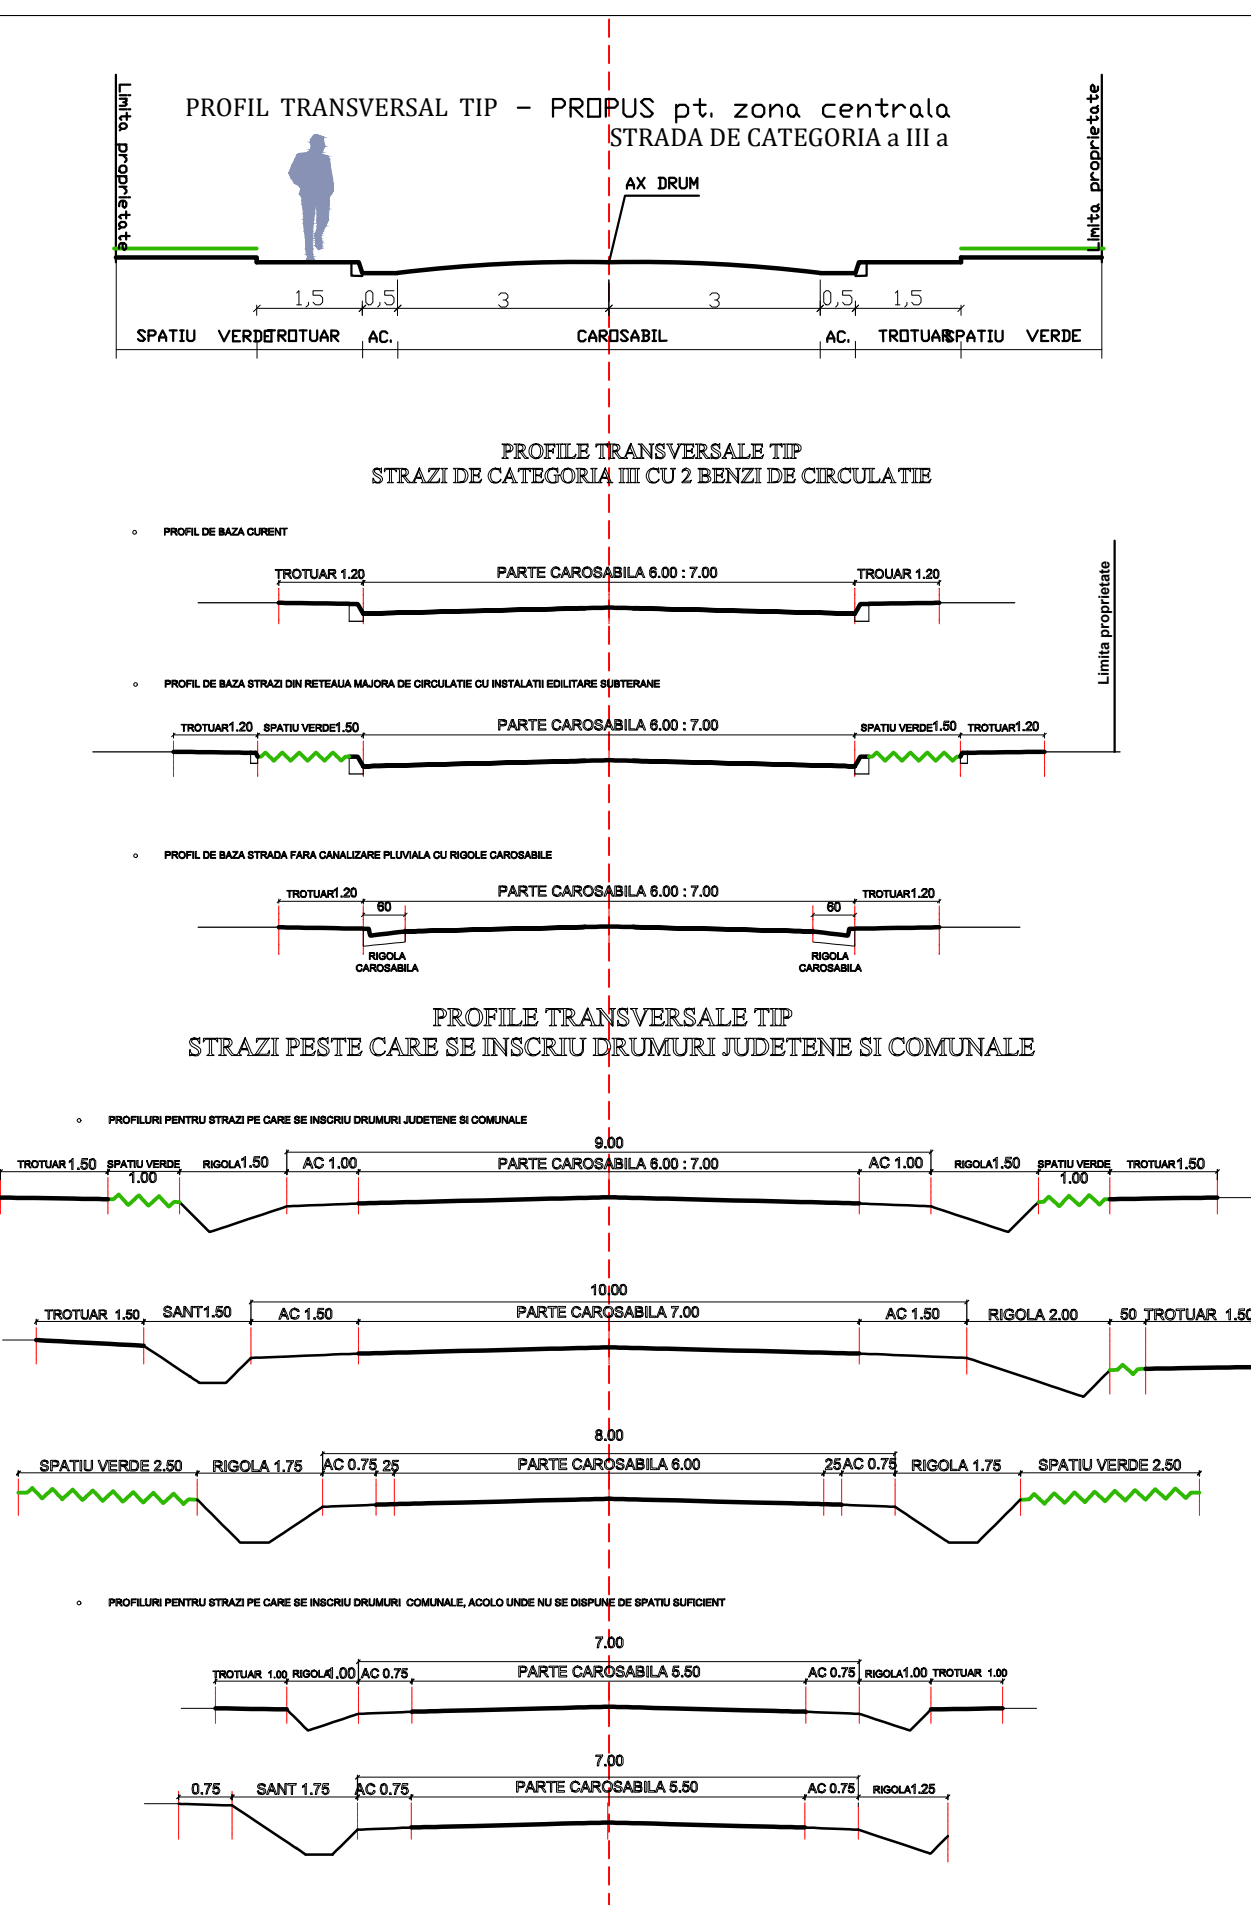 PROFIL TRANSVERSAL TIP - PROPUS pt. zona centrala
STRADA DE CATEGORIA a III a
Limita proprietate
Limita proprietate
AX DRUM
1,5 0,5 3 3 0,5 1,5
SPATIU VERDE TROTUAR AC. CAROSABIL AC. TROTUAR SPATIU VERDE
PROFILE TRANSVERSALE TIP
STRAZI DE CATEGORIA III CU 2 BENZI DE CIRCULATIE
PROFIL DE BAZA CURENT
TROTUAR 1.20 PARTE CAROSABILA 6.00 : 7.00 TROUAR 1.20
Limita proprietate
PROFIL DE BAZA STRAZI DIN RETEAUA MAJORA DE CIRCULATIE CU INSTALATII EDILITARE SUBTERANE
TROTUAR1.20 SPATIU VERDE1.50 PARTE CAROSABILA 6.00 : 7.00 SPATIU VERDE1.50 TROTUAR1.20
PROFIL DE BAZA STRADA FARA CANALIZARE PLUVIALA CU RIGOLE CAROSABILE
TROTUAR1.20 PARTE CAROSABILA 6.00 : 7.00 TROTUAR1.20
60 60
RIGOLA RIGOLA
CAROSABILA CAROSABILA
PROFILE TRANSVERSALE TIP
STRAZI PESTE CARE SE INSCRIU DRUMURI JUDETENE SI COMUNALE
PROFILURI PENTRU STRAZI PE CARE SE INSCRIU DRUMURI JUDETENE SI COMUNALE
9.00
TROTUAR 1.50 SPATIU VERDE RIGOLA1.50 AC 1.00 PARTE CAROSABILA 6.00 : 7.00 AC 1.00 RIGOLA1.50 SPATIU VERDE TROTUAR1.50
1.00 1.00
10.00
TROTUAR 1.50 SANT1.50 AC 1.50 PARTE CAROSABILA 7.00 AC 1.50 RIGOLA 2.00 50 TROTUAR 1.50
8.00
SPATIU VERDE 2.50 RIGOLA 1.75 AC 0.75 25 PARTE CAROSABILA 6.00 25 AC 0.75 RIGOLA 1.75 SPATIU VERDE 2.50
PROFILURI PENTRU STRAZI PE CARE SE INSCRIU DRUMURI COMUNALE, ACOLO UNDE NU SE DISPUNE DE SPATIU SUFICIENT
7.00
TROTUAR 1.00 RIGOLA1.00 AC 0.75 PARTE CAROSABILA 5.50 AC 0.75 RIGOLA1.00 TROTUAR 1.00
7.00
0.75 SANT 1.75 AC 0.75 PARTE CAROSABILA 5.50 AC 0.75 RIGOLA1.25